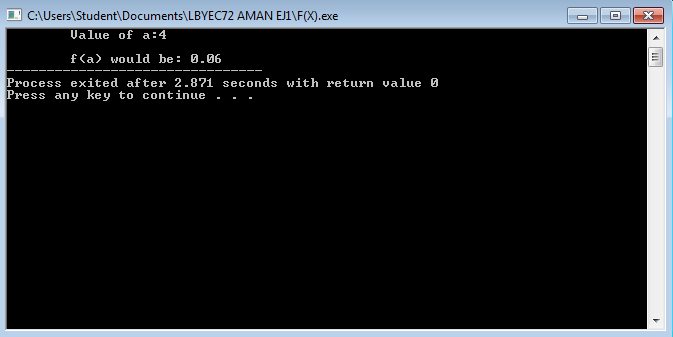 C:\Users\Student\Documents\LBYEC72 AMAN EJ1\F(X).exe
Value of a:4
f(a) would be: 0.06
--------------------------------
Process exited after 2.871 seconds with return value 0
Press any key to continue . . .